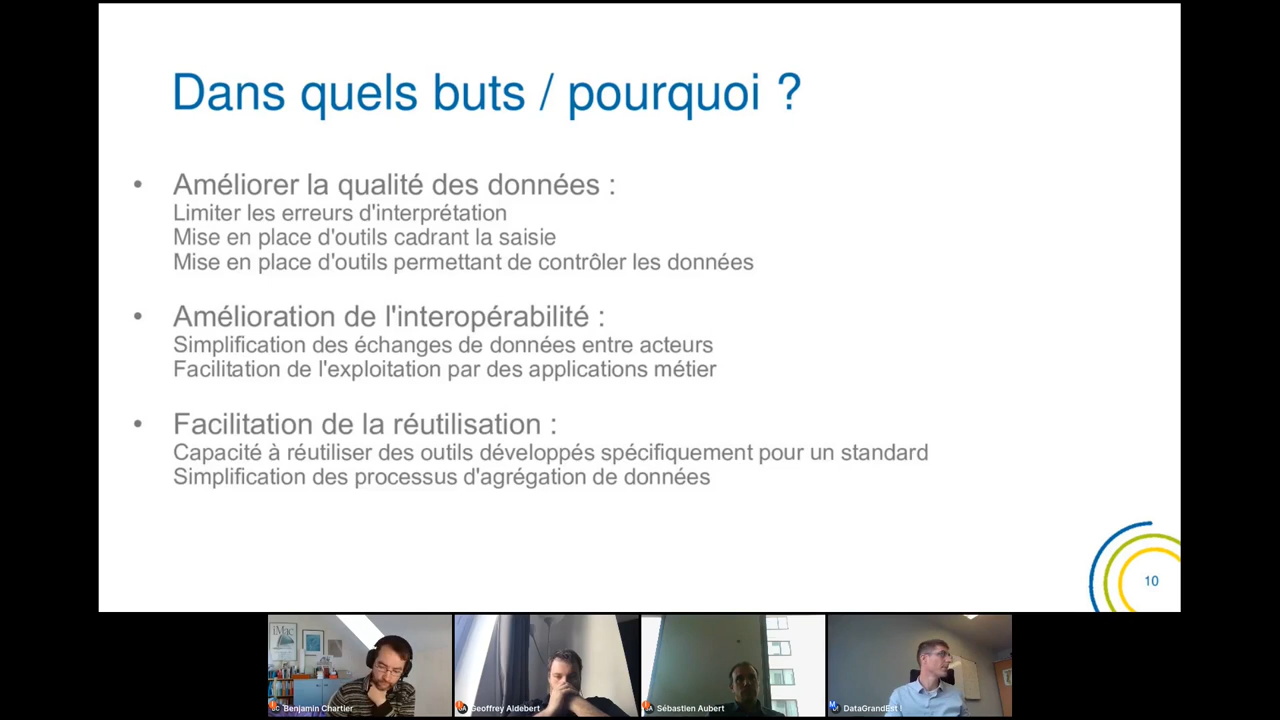 Dans quels buts / pourquoi ?
• Améliorer la qualité des données :
Limiter les erreurs d'interprétation
Mise en place d'outils cadrant la saisie
Mise en place d'outils permettant de contrôler les données
• Amélioration de l'interopérabilité :
Simplification des échanges de données entre acteurs
Facilitation de l'exploitation par des applications métier
• Facilitation de la réutilisation :
Capacité à réutiliser des outils développés spécifiquement pour un standard
Simplification des processus d'agrégation de données
10
iMac
Benjamin Chartier
Geoffrey Aldebert
Sébastien Aubert
DataGrandEst !